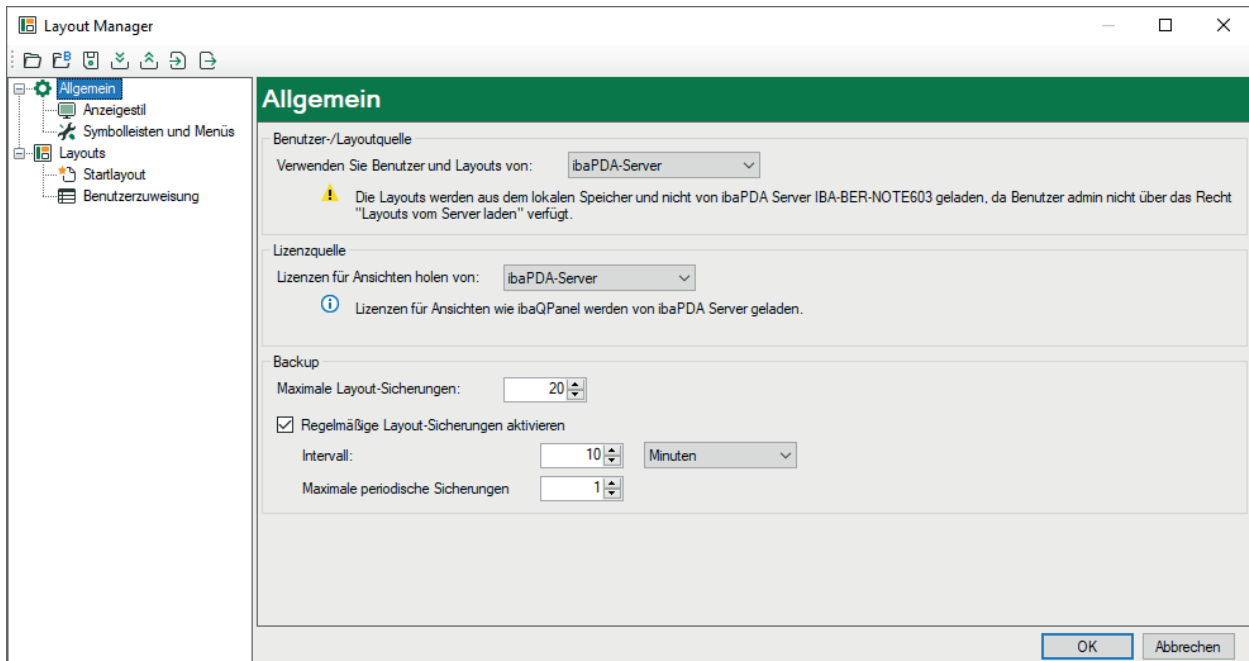 Layout Manager
Allgemein
Anzeigestil
Symbolleisten und Menüs
Layouts
Startlayout
Benutzerzuweisung
Allgemein
Benutzer-/Layoutquelle
Verwenden Sie Benutzer und Layouts von: ibaPDA-Server
Die Layouts werden aus dem lokalen Speicher und nicht von ibaPDA Server IBA-BER-NOTE603 geladen, da Benutzer admin nicht über das Recht
"Layouts vom Server laden" verfügt.
Lizenzquelle
Lizenzen für Ansichten holen von: ibaPDA-Server
Lizenzen für Ansichten wie ibaQPanel werden von ibaPDA Server geladen.
Backup
Maximale Layout-Sicherungen: 20
Regelmäßige Layout-Sicherungen aktivieren
Intervall: 10 Minuten
Maximale periodische Sicherungen 1
OK Abbrechen